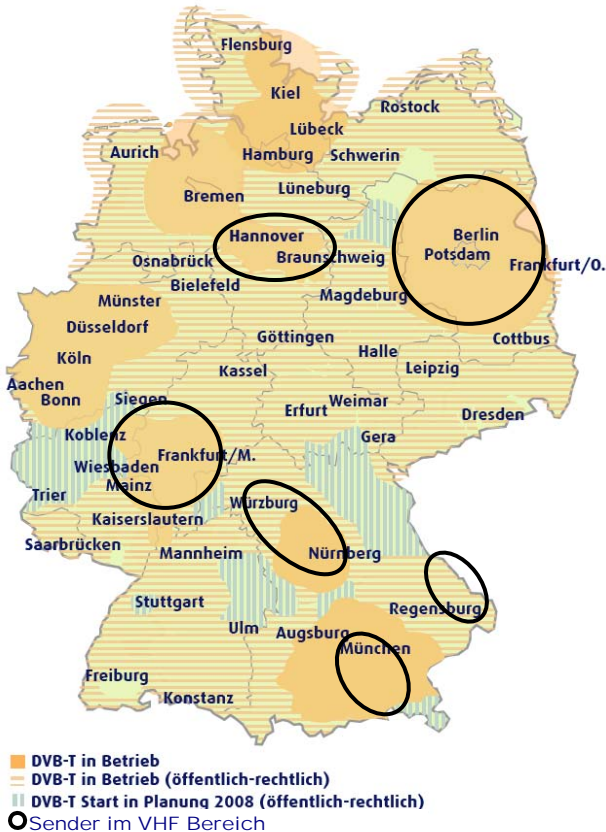 Flensburg
Kiel
Rostock
Lübeck
Aurich
Hamburg Schwerin
Bremen
Lüneburg
Hannover
Berlin
Braunschweig
Potsdam
Osnabrück
Frankfurt/O.
Bielefeld
Münster
Magdeburg
Düsseldorf
Göttingen
Cottbus
Köln
Halle
Kassel
Leipzig
Aachen
Bonn
Siegen
Weimar
Erfurt
Dresden
Koblenz
Gera
Frankfurt/M.
Wiesbaden
Mainz
Trier
Würzburg
Kaiserslautern
Saarbrücken
Mannheim
Nürnberg
Stuttgart
Regensburg
Ulm
Augsburg
München
Freiburg
Konstanz
DVB-T in Betrieb
DVB-T in Betrieb (öffentlich-rechtlich)
DVB-T Start in Planung 2008 (öffentlich-rechtlich)
Sender im VHF Bereich